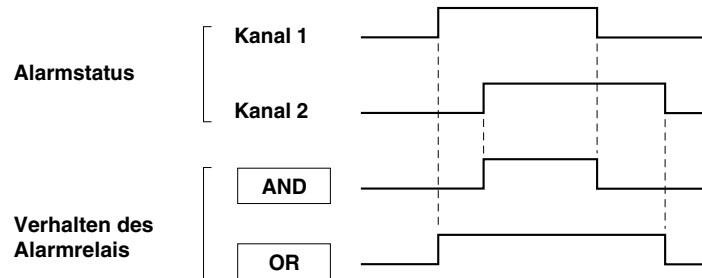 Kanal 1
Alarmstatus
Kanal 2
AND
Verhalten des
Alarmrelais
OR